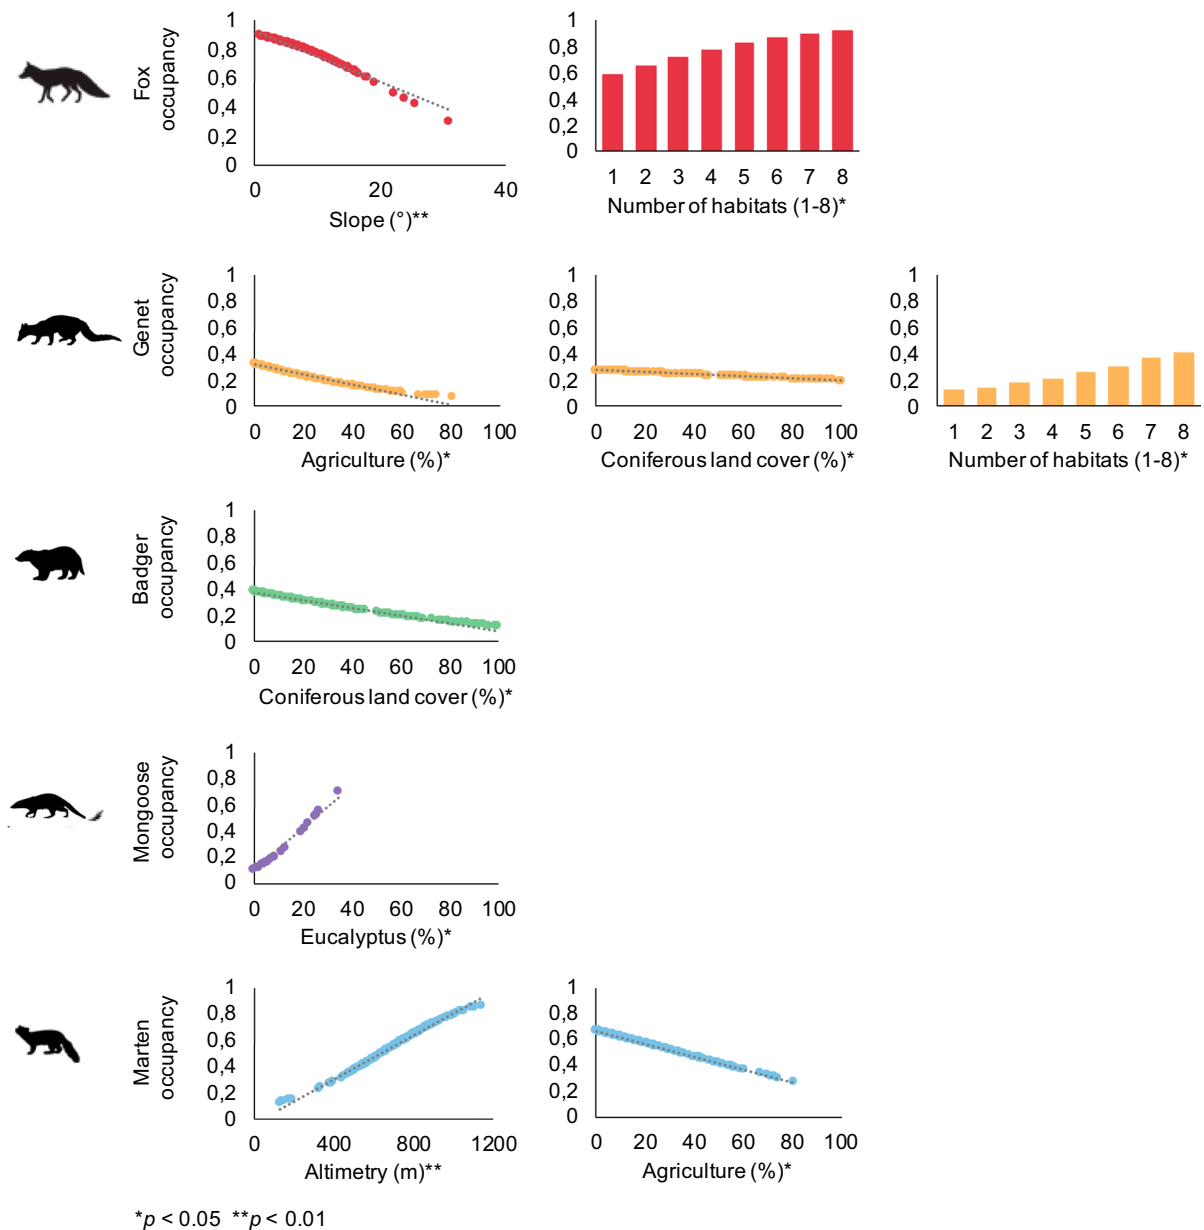 Fox
occupancy
1
0,8
0,6
0,4
0,2
0
0 20 40
Slope (°)**
1
0,8
0,6
0,4
0,2
0
1 2 3 4 5 6 7 8
Number of habitats (1-8)*
Genet
occupancy
1
0,8
0,6
0,4
0,2
0
0 20 40 60 80 100
Agriculture (%)*
1
0,8
0,6
0,4
0,2
0
0 20 40 60 80 100
Coniferous land cover (%)*
1
0,8
0,6
0,4
0,2
0
1 2 3 4 5 6 7 8
Number of habitats (1-8)*
Badger
occupancy
1
0,8
0,6
0,4
0,2
0
0 20 40 60 80 100
Coniferous land cover (%)*
Mongoose
occupancy
1
0,8
0,6
0,4
0,2
0
0 20 40 60 80 100
Eucalyptus (%)*
Marten
occupancy
1
0,8
0,6
0,4
0,2
0
0 400 800 1200
Altimetry (m)**
1
0,8
0,6
0,4
0,2
0
0 20 40 60 80 100
Agriculture (%)*
*p < 0.05 **p < 0.01